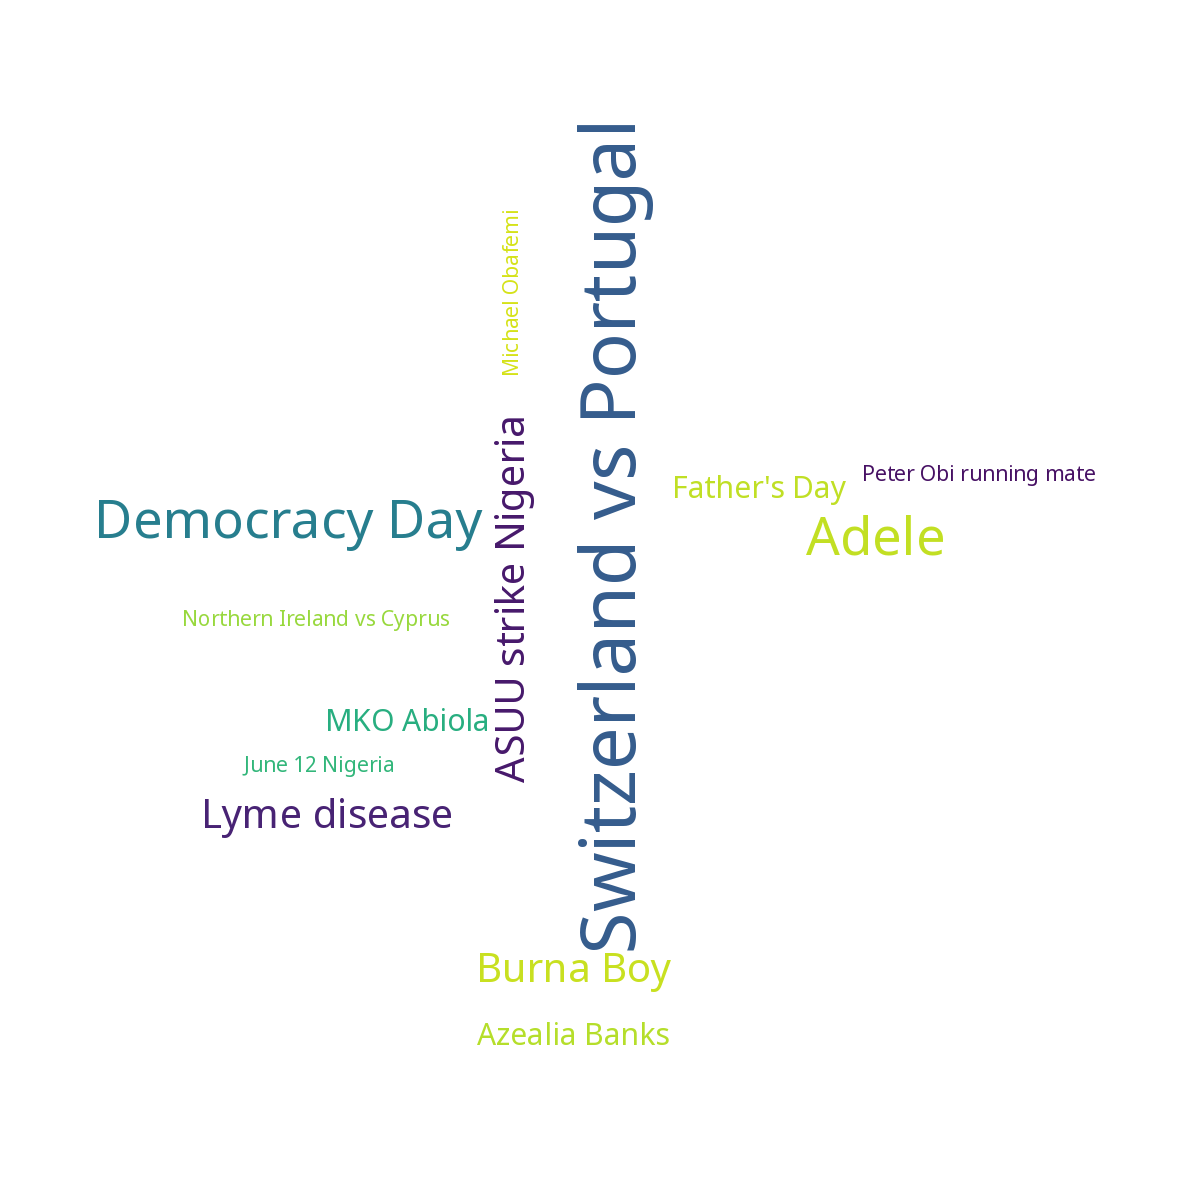 Switzerland vs Portugal
Michael Obafemi
ASUU strike Nigeria
Peter Obi running mate
Father's Day
Democracy Day
Adele
Northern Ireland vs Cyprus
MKO Abiola
June 12 Nigeria
Lyme disease
Burna Boy
Azealia Banks